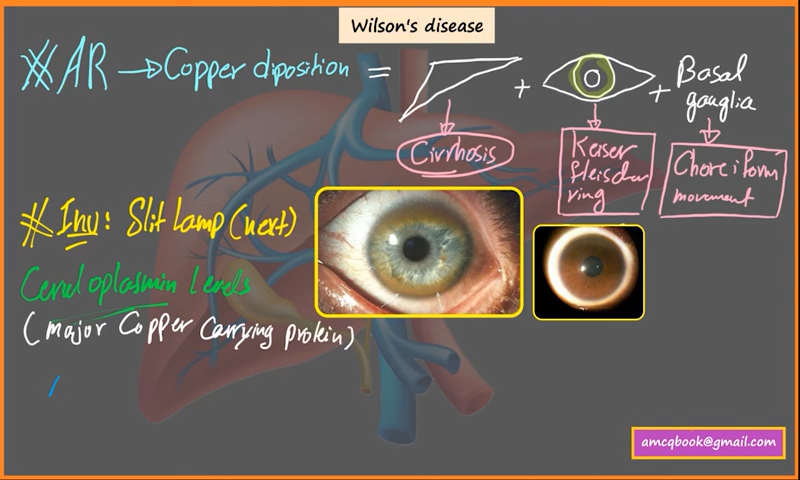 Wilson's disease
AR → Copper diposition = + + Basal ganglia
Cirrhosis
Keiser
fleischer
ring
Choreiform
movement
# Inv: Slit Lamp (next)
Ceruloplasmin Levels
(major Copper Carrying protein)
amcqbook@gmail.com